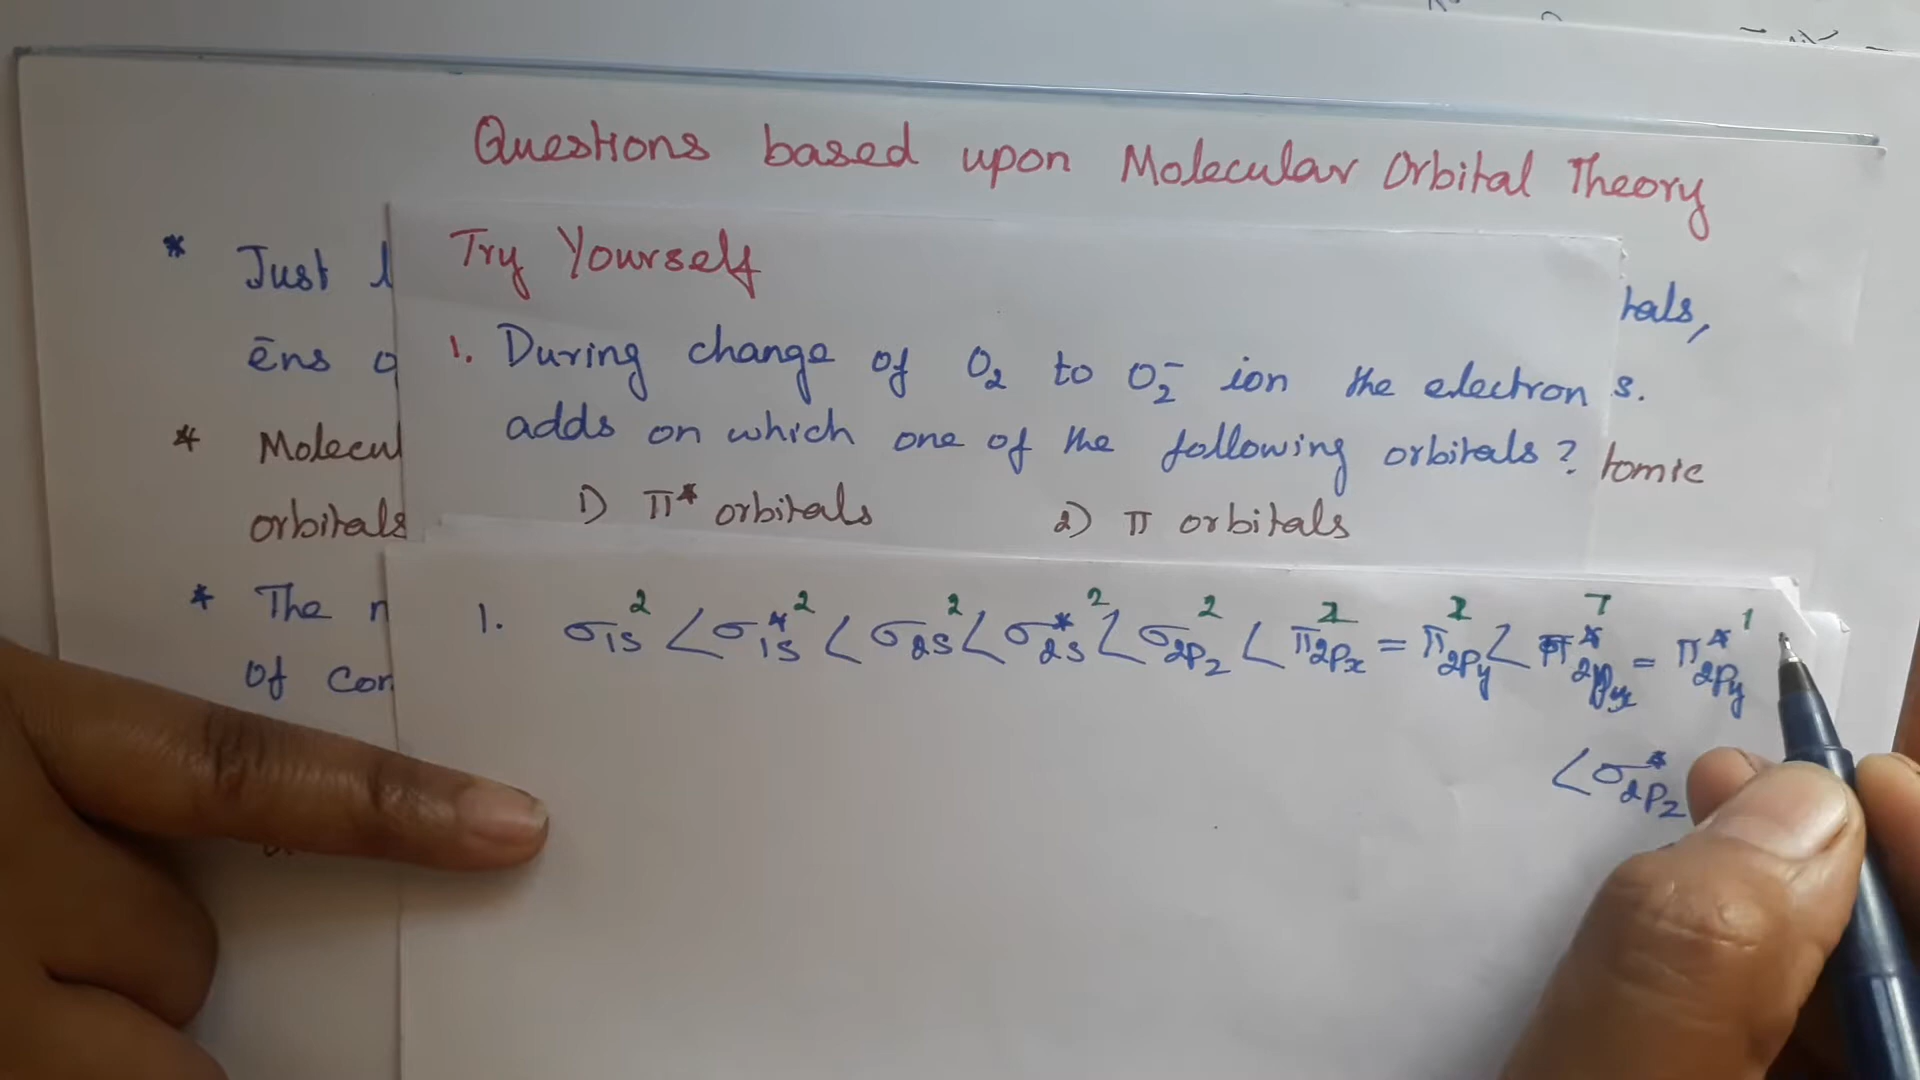 Questions based upon Molecular Orbital Theory
Try Yourself
* Just l tals,
ēns 1. During change of O₂ to O₂⁻ ion the electron s.
adds on which one of the following orbitals? tomic
* Molecul
orbitals 1) π* orbitals 2) π orbitals
* The
1. σ1s² < σ*1s² < σ2s² < σ*2s² < σ2pz² < π2px² = π2py² < π*2px¹ = π*2py¹
of con
< σ*2pz